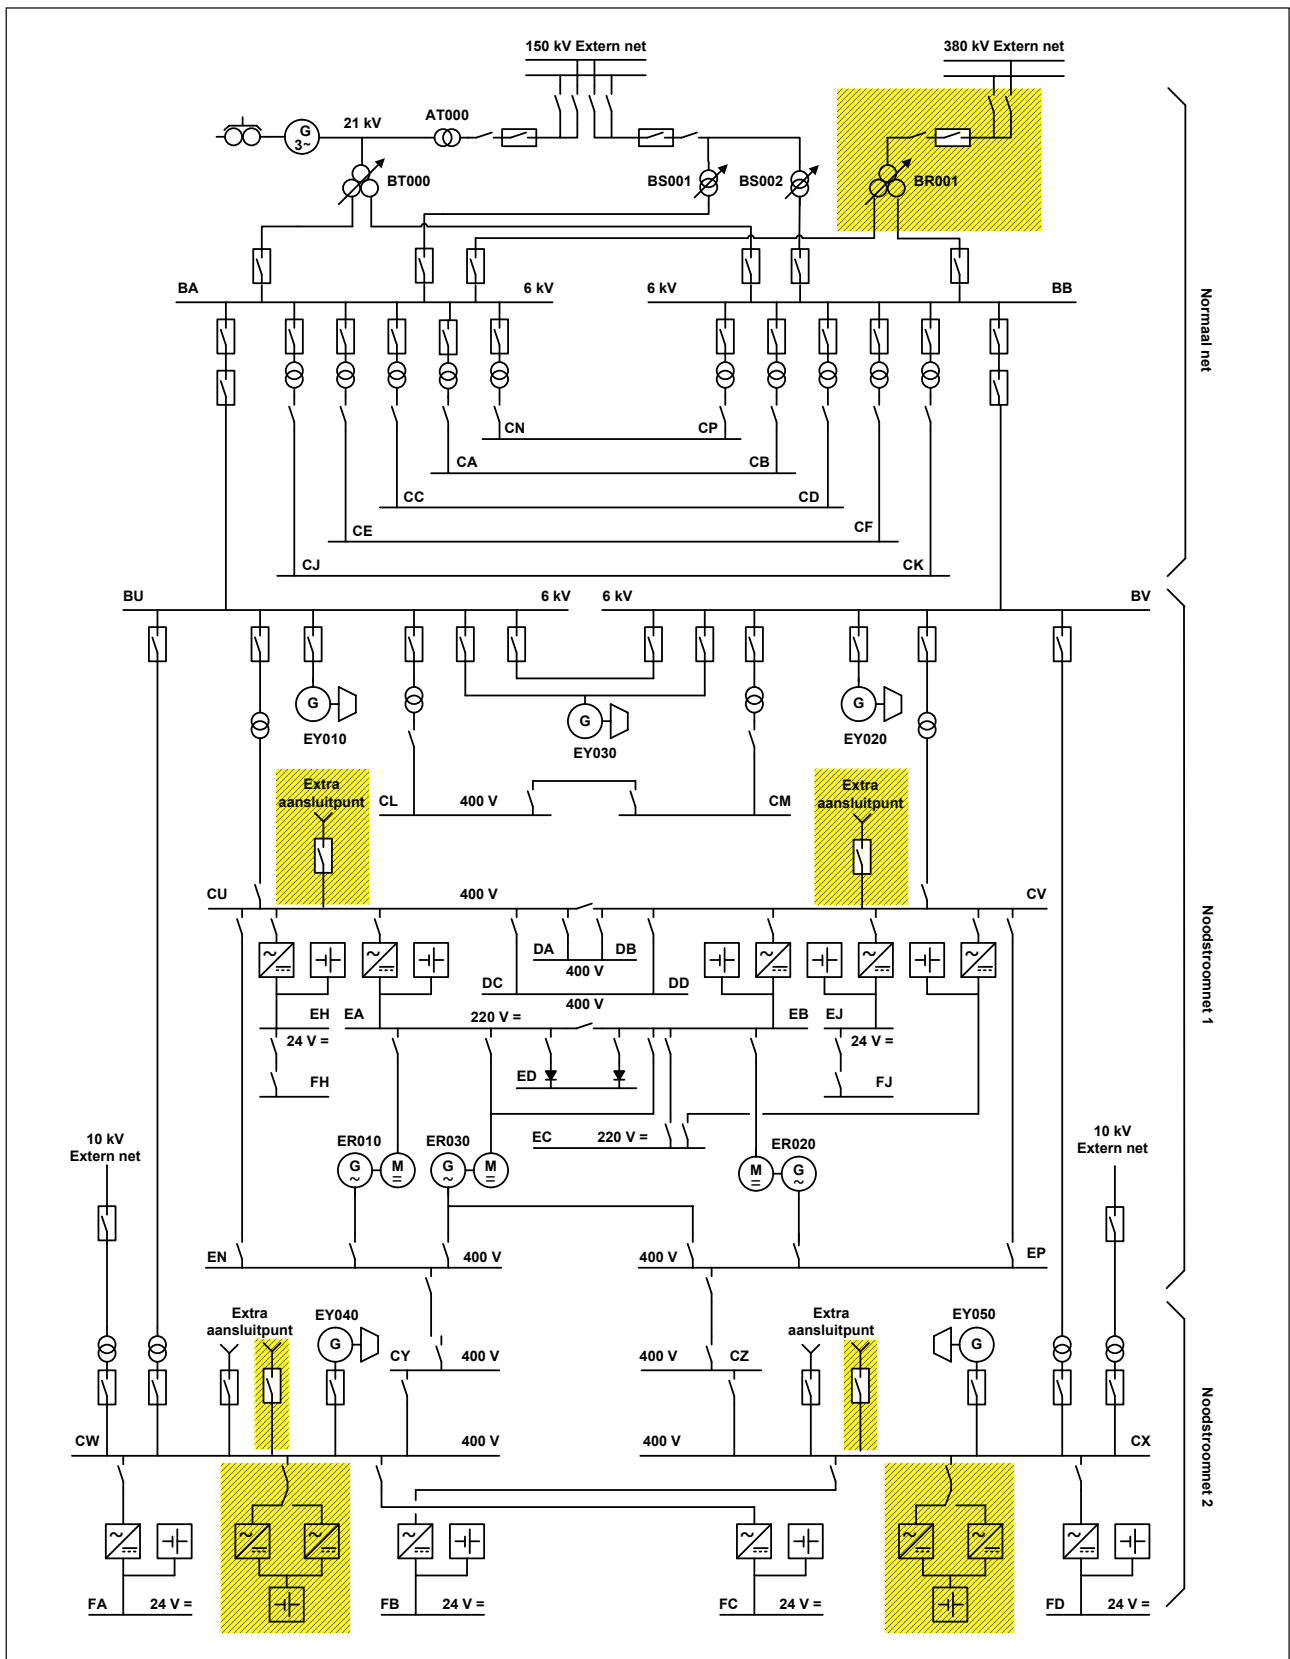 150 kV Extern net
380 kV Extern net
AT000
21 kV
G
3~
BT000
BS001
BS002
BR001
BA
6 kV
6 kV
BB
Normaal net
CN
CP
CA
CB
CC
CD
CE
CF
CJ
CK
BU
6 kV
6 kV
BV
G
EY010
G
EY030
G
EY020
Extra
aansluitpunt
CL
400 V
CM
Extra
aansluitpunt
CU
400 V
CV
DA
DB
400 V
DC
DD
400 V
EH
EA
220 V =
EB
EJ
24 V =
24 V =
ED
FH
FJ
EC
220 V =
Noodstroomnet 1
10 kV
Extern net
ER010
ER030
ER020
10 kV
Extern net
G
~
M
=
G
~
M
=
M
=
G
~
EN
400 V
400 V
EP
Extra
aansluitpunt
EY040
G
Extra
aansluitpunt
EY050
G
CY
400 V
400 V
CZ
CW
400 V
400 V
CX
Noodstroomnet 2
FA
24 V =
FB
24 V =
FC
24 V =
FD
24 V =